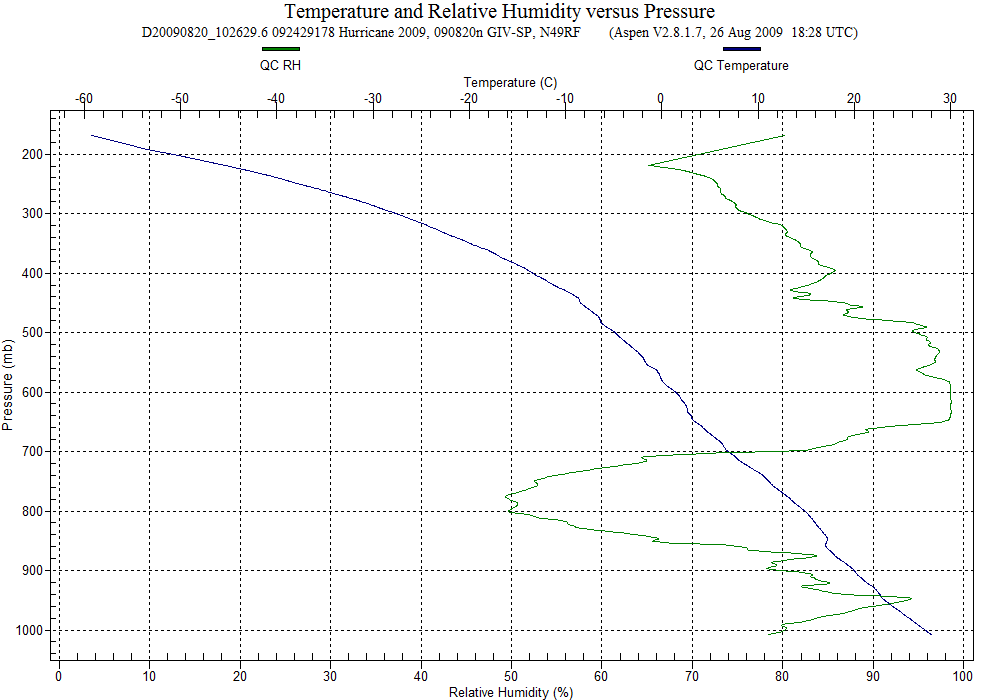 Temperature and Relative Humidity versus Pressure
D20090820_102629.6 092429178 Hurricane 2009, 090820n GIV-SP, N49RF (Aspen V2.8.1.7, 26 Aug 2009 18:28 UTC)
QC RH QC Temperature
Temperature (C)
-60 -50 -40 -30 -20 -10 0 10 20 30
200
300
400
500
600
700
800
900
1000
Pressure (mb)
0 10 20 30 40 50 60 70 80 90 100
Relative Humidity (%)